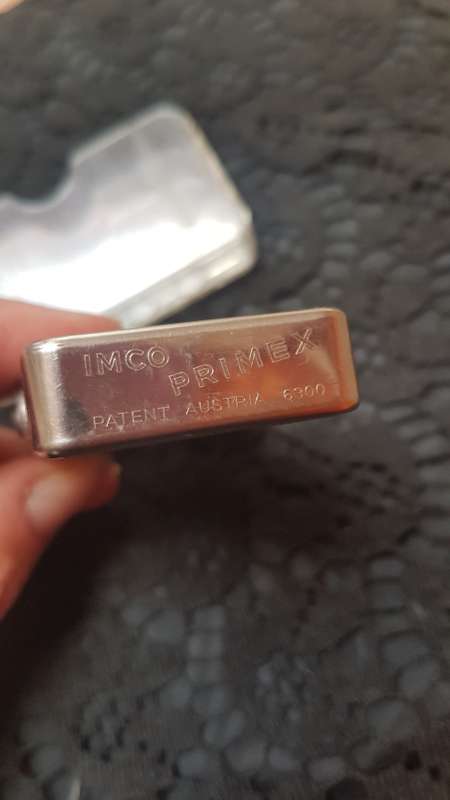 IMCO
PRIMEX
PATENT AUSTRIA 6300